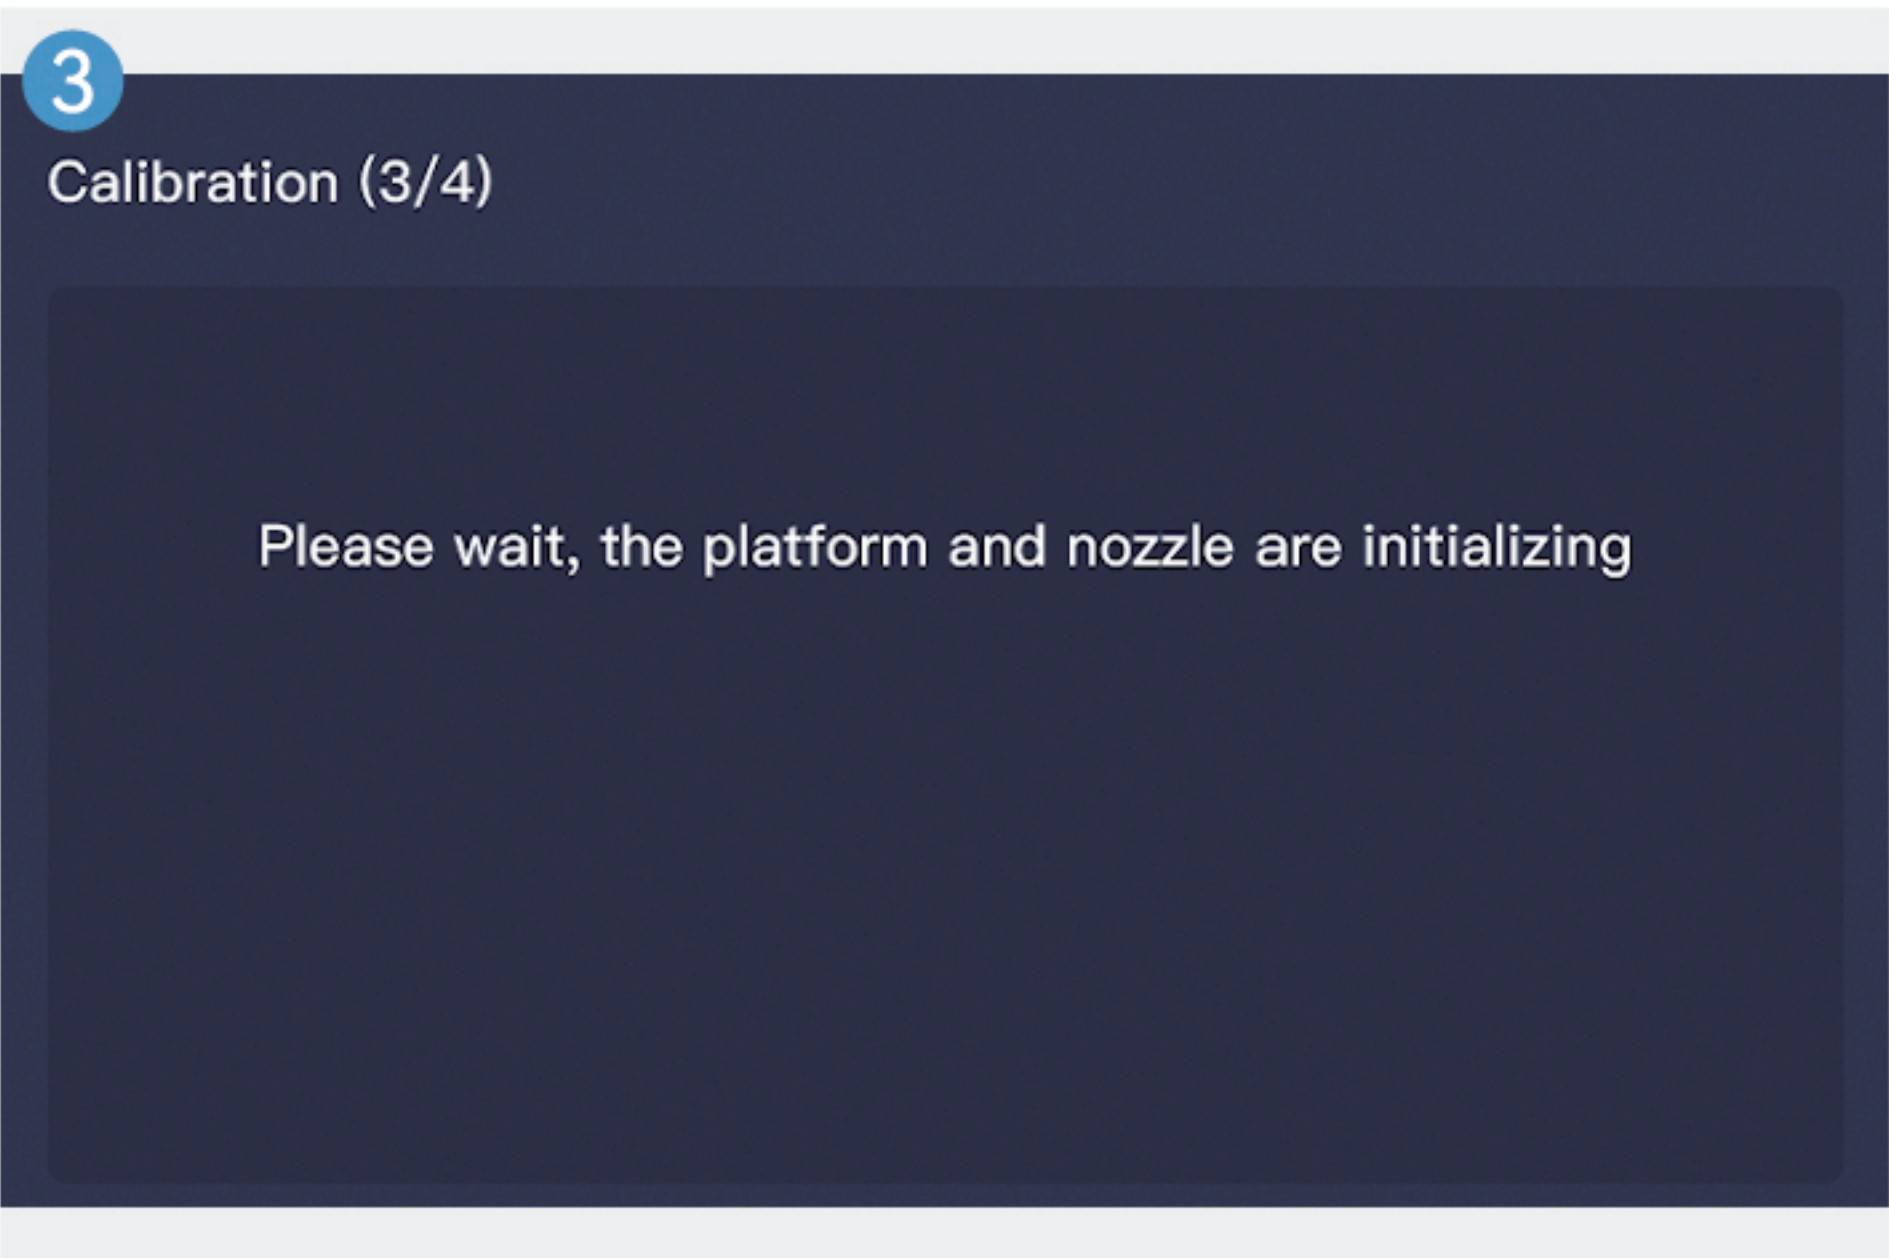 3
Calibration (3/4)
Please wait, the platform and nozzle are initializing